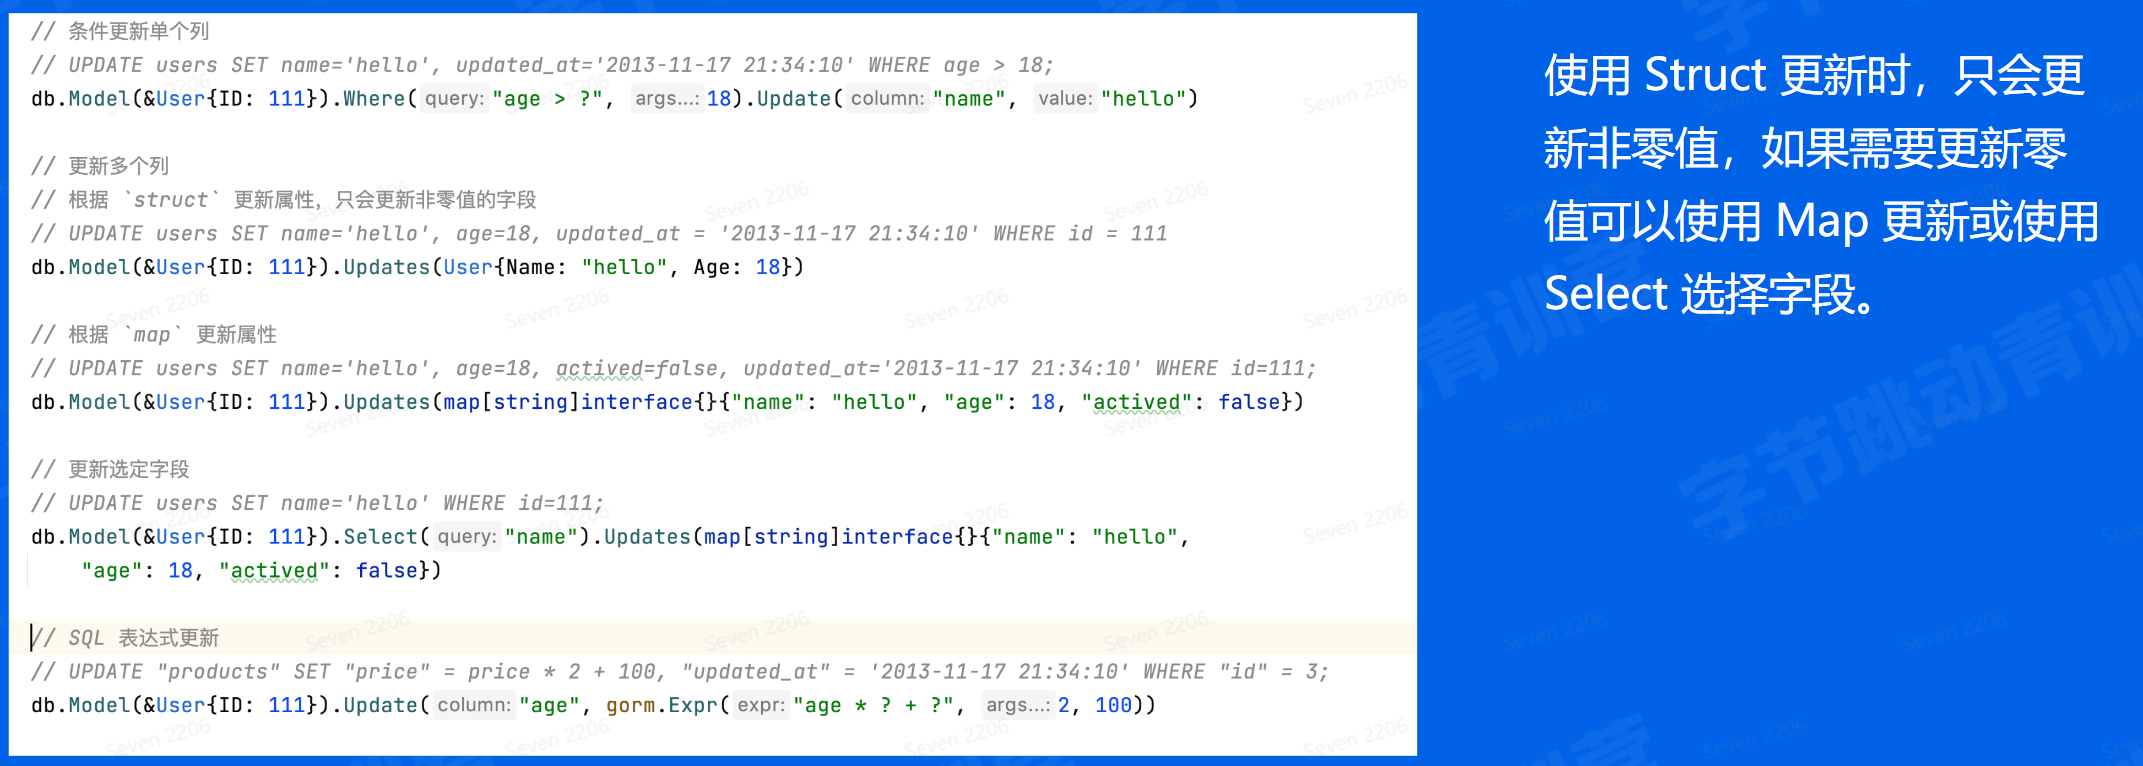 // 条件更新单个列
// UPDATE users SET name='hello', updated_at='2013-11-17 21:34:10' WHERE age > 18;
db.Model(&User{ID: 111}).Where( query: "age > ?", args...: 18).Update( column: "name", value: "hello")
// 更新多个列
// 根据 `struct` 更新属性，只会更新非零值的字段
// UPDATE users SET name='hello', age=18, updated_at = '2013-11-17 21:34:10' WHERE id = 111
db.Model(&User{ID: 111}).Updates(User{Name: "hello", Age: 18})
// 根据 `map` 更新属性
// UPDATE users SET name='hello', age=18, actived=false, updated_at='2013-11-17 21:34:10' WHERE id=111;
db.Model(&User{ID: 111}).Updates(map[string]interface{}{"name": "hello", "age": 18, "actived": false})
// 更新选定字段
// UPDATE users SET name='hello' WHERE id=111;
db.Model(&User{ID: 111}).Select( query: "name").Updates(map[string]interface{}{"name": "hello",
"age": 18, "actived": false})
// SQL 表达式更新
// UPDATE "products" SET "price" = price * 2 + 100, "updated_at" = '2013-11-17 21:34:10' WHERE "id" = 3;
db.Model(&User{ID: 111}).Update( column: "age", gorm.Expr( expr: "age * ? + ?", args...: 2, 100))
使用 Struct 更新时，只会更
新非零值，如果需要更新零
值可以使用 Map 更新或使用
Select 选择字段。
字节跳动青训营
Seven 2206